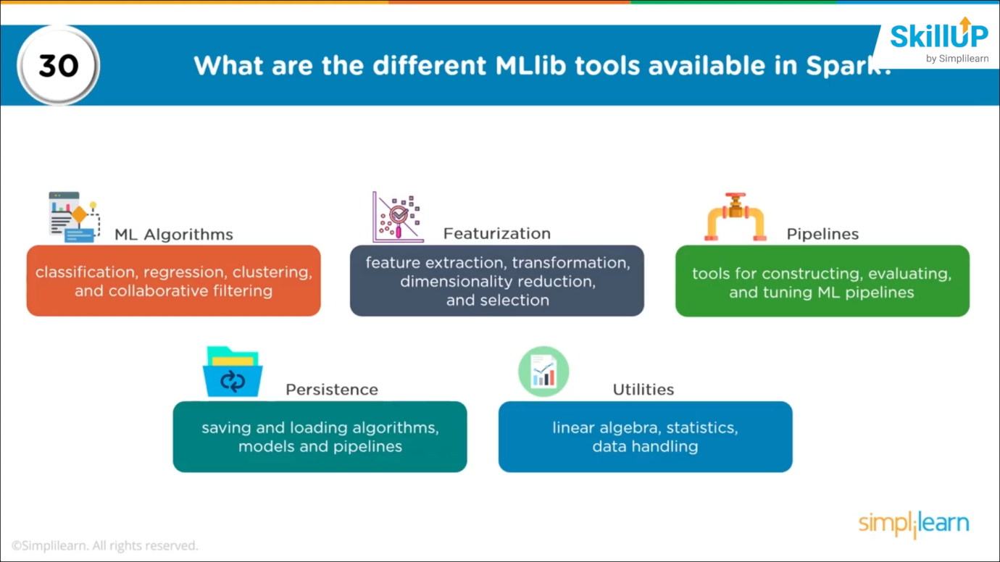 30
What are the different MLlib tools available in Spark?
SkillUP
by Simplilearn
ML Algorithms
classification, regression, clustering,
and collaborative filtering
Featurization
feature extraction, transformation,
dimensionality reduction,
and selection
Pipelines
tools for constructing, evaluating,
and tuning ML pipelines
Persistence
saving and loading algorithms,
models and pipelines
Utilities
linear algebra, statistics,
data handling
simplilearn
©Simplilearn. All rights reserved.